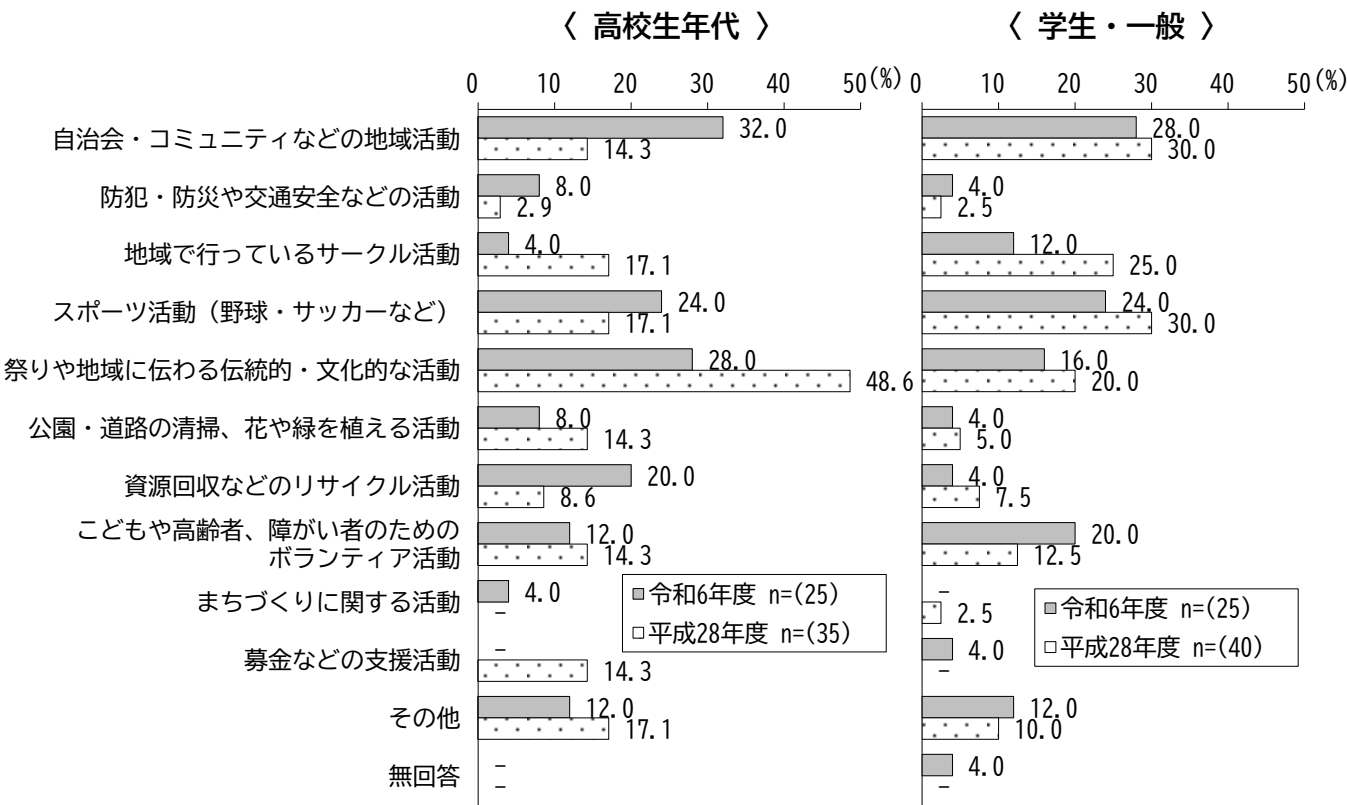 〈 高校生年代 〉 〈 学生・一般 〉
0 10 20 30 40 50(%) 0 10 20 30 40 50(%)
自治会・コミュニティなどの地域活動 32.0 28.0
14.3 30.0
防犯・防災や交通安全などの活動 8.0 4.0
2.9 2.5
地域で行っているサークル活動 4.0 12.0
17.1 25.0
スポーツ活動（野球・サッカーなど） 24.0 24.0
17.1 30.0
祭りや地域に伝わる伝統的・文化的な活動 28.0 16.0
48.6 20.0
公園・道路の清掃、花や緑を植える活動 8.0 4.0
14.3 5.0
資源回収などのリサイクル活動 20.0 4.0
8.6 7.5
こどもや高齢者、障がい者のための 12.0 20.0
ボランティア活動 14.3 12.5
まちづくりに関する活動 4.0 –
– 2.5
募金などの支援活動 – 4.0
14.3 –
その他 12.0 12.0
17.1 10.0
無回答 – 4.0
– –
令和6年度 n=(25)
平成28年度 n=(35)
令和6年度 n=(25)
平成28年度 n=(40)